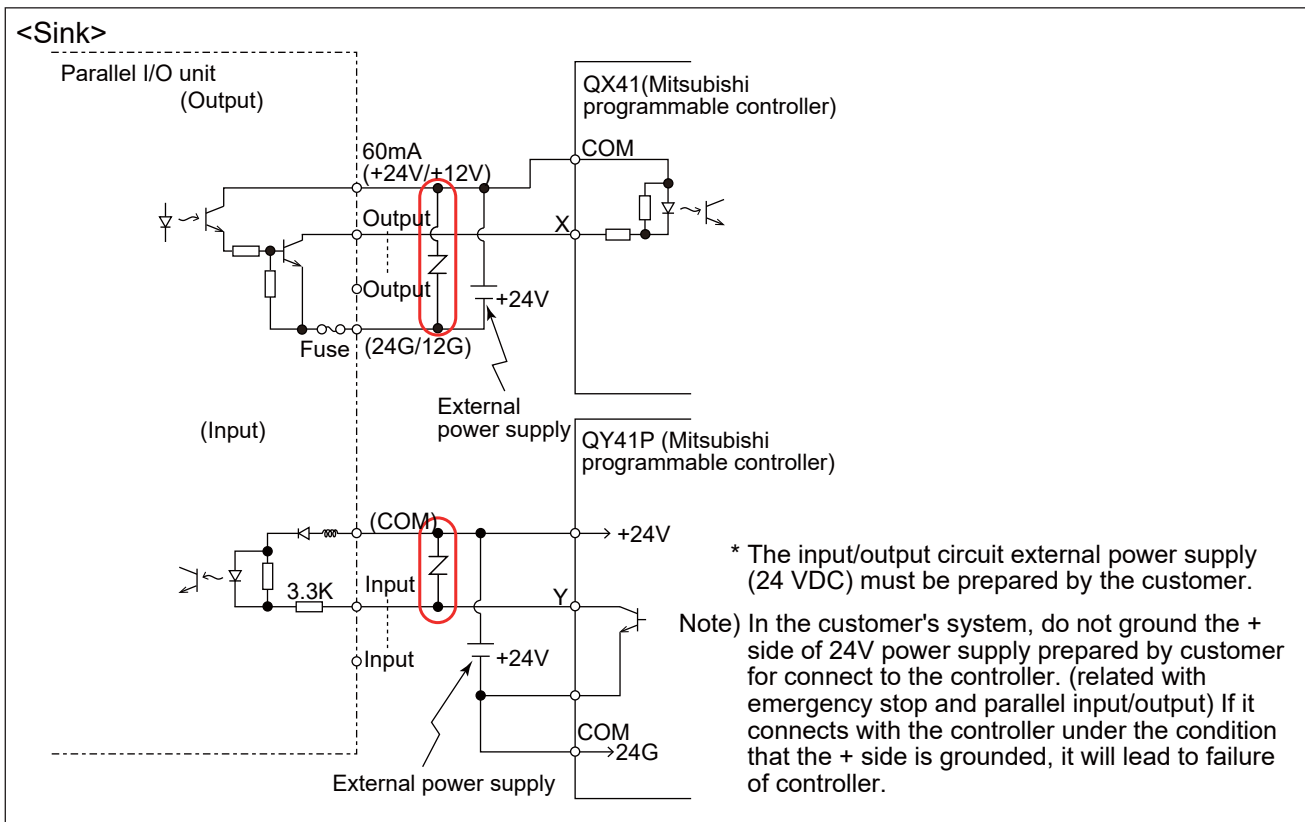 <Sink>
Parallel I/O unit
(Output)
QX41(Mitsubishi
programmable controller)
60mA
(+24V/+12V)
COM
Output
X
Output
+24V
Fuse
(24G/12G)
External
power supply
(Input)
QY41P (Mitsubishi
programmable controller)
(COM)
+24V
3.3K
Input
Y
Input
+24V
COM
24G
External power supply
* The input/output circuit external power supply
(24 VDC) must be prepared by the customer.
Note) In the customer's system, do not ground the +
side of 24V power supply prepared by customer
for connect to the controller. (related with
emergency stop and parallel input/output) If it
connects with the controller under the condition
that the + side is grounded, it will lead to failure
of controller.